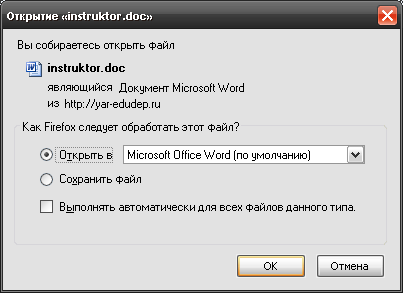 Открытие «instruktor.doc»
Вы собираетесь открыть файл
instruktor.doc
являющийся Документ Microsoft Word
из http://yar-edudep.ru
Как Firefox следует обработать этот файл?
Открыть в Microsoft Office Word (по умолчанию)
Сохранить файл
Выполнять автоматически для всех файлов данного типа.
OK Отмена